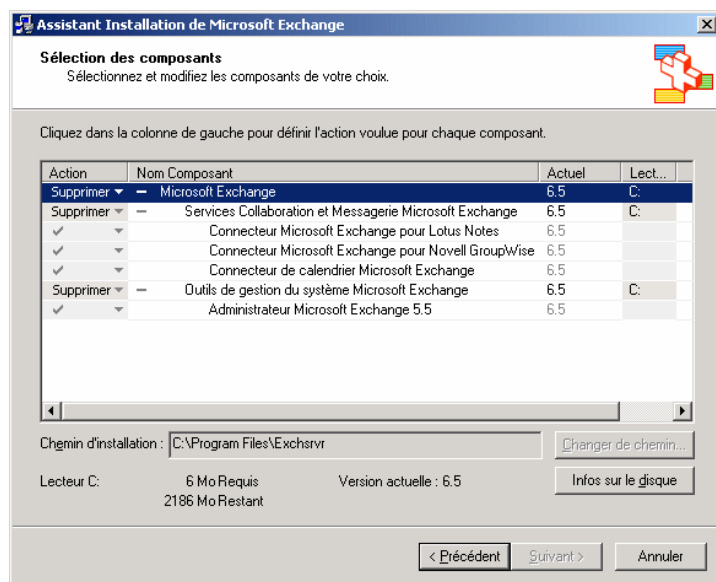 Assistant Installation de Microsoft Exchange
Sélection des composants
Sélectionnez et modifiez les composants de votre choix.
Cliquez dans la colonne de gauche pour définir l'action voulue pour chaque composant.
Action Nom Composant Actuel Lect...
Supprimer Microsoft Exchange 6.5 C:
Supprimer Services Collaboration et Messagerie Microsoft Exchange 6.5 C:
Connecteur Microsoft Exchange pour Lotus Notes 6.5
Connecteur Microsoft Exchange pour Novell GroupWise 6.5
Connecteur de calendrier Microsoft Exchange 6.5
Supprimer Outils de gestion du système Microsoft Exchange 6.5 C:
Administrateur Microsoft Exchange 5.5 6.5
Chemin d'installation : C:\Program Files\Exchsrvr Changer de chemin...
Lecteur C: 6 Mo Requis Version actuelle : 6.5 Infos sur le disque
2186 Mo Restant
< Précédent Suivant > Annuler